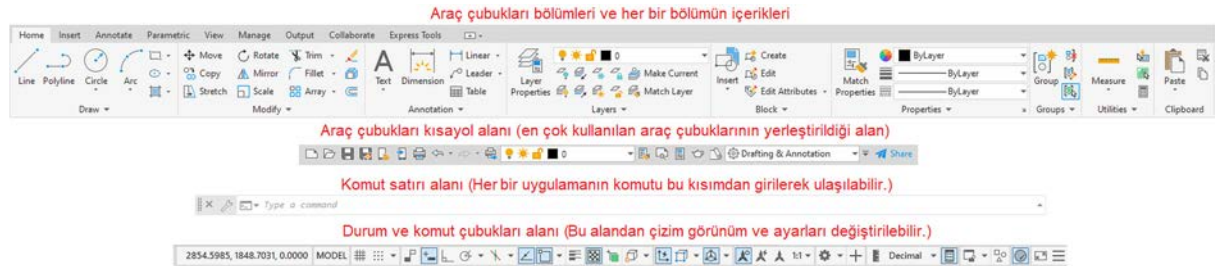 Araç çubukları bölümleri ve her bir bölümün içerikleri
Home Insert Annotate Parametric View Manage Output Collaborate Express Tools
Move Rotate Trim Linear 0 Create ByLayer
Copy Mirror Fillet Leader Make Current Edit ByLayer
Line Polyline Circle Arc Text Dimension Layer Properties Insert Match Properties Group Measure Paste
Stretch Scale Array Table Match Layer Edit Attributes ByLayer
Draw Modify Annotation Layers Block Properties Groups Utilities Clipboard
Araç çubukları kısayol alanı (en çok kullanılan araç çubuklarının yerleştirildiği alan)
0 Drafting & Annotation Share
Komut satırı alanı (Her bir uygulamanın komutu bu kısımdan girilerek ulaşılabilir.)
Type a command
Durum ve komut çubukları alanı (Bu alandan çizim görünüm ve ayarları değiştirilebilir.)
2854.5985, 1848.7031, 0.0000 MODEL 1:1 Decimal